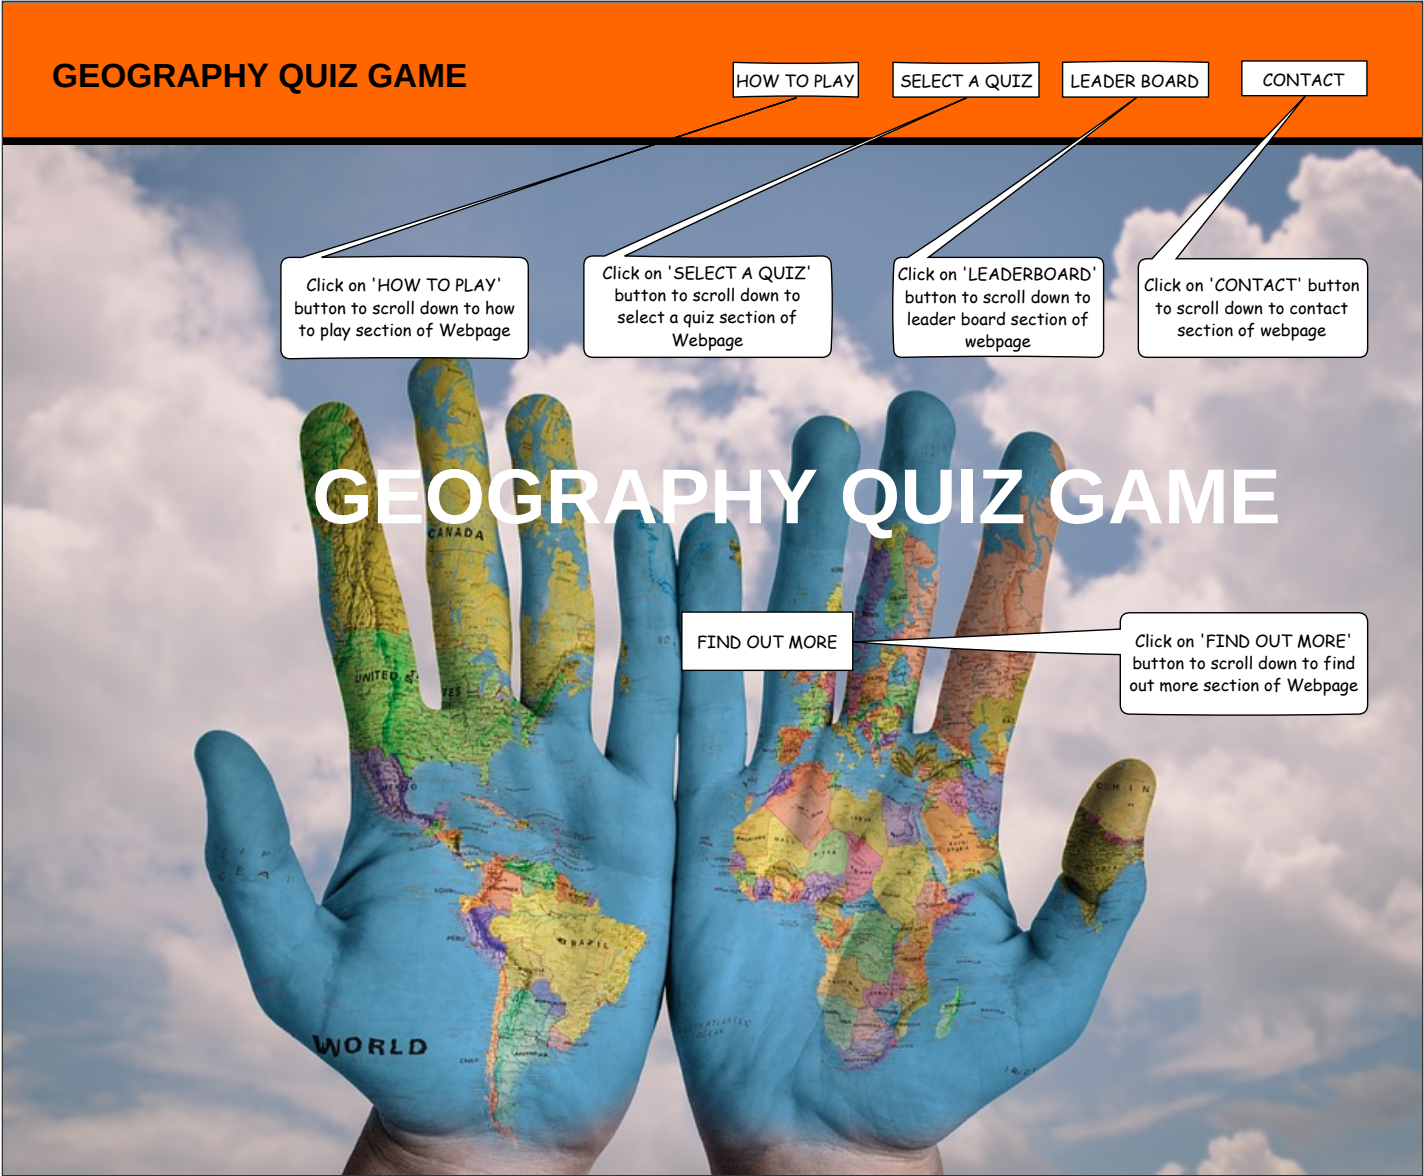 GEOGRAPHY QUIZ GAME
HOW TO PLAY
SELECT A QUIZ
LEADER BOARD
CONTACT
Click on 'HOW TO PLAY'
button to scroll down to how
to play section of Webpage
Click on 'SELECT A QUIZ'
button to scroll down to
select a quiz section of
Webpage
Click on 'LEADERBOARD'
button to scroll down to
leader board section of
webpage
Click on 'CONTACT' button
to scroll down to contact
section of webpage
GEOGRAPHY QUIZ GAME
CANADA
FIND OUT MORE
Click on 'FIND OUT MORE'
button to scroll down to find
out more section of Webpage
UNITED
MEXICO
BRAZIL
PERU
WORLD